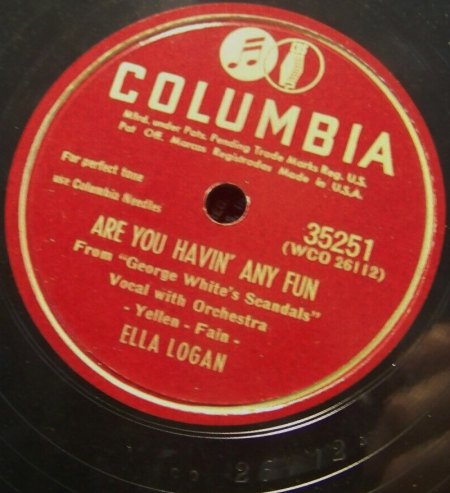 COLUMBIA
Mfrd. under Pats. Pending Trade Marks Reg. U.S.
Pat Off. Marcas Registradas Made in U.S.A.
For perfect tone
use Columbia Needles
35251
(WCO 26112)
ARE YOU HAVIN' ANY FUN
From "George White's Scandals"
Vocal with Orchestra
- Yellen - Fain -
ELLA LOGAN